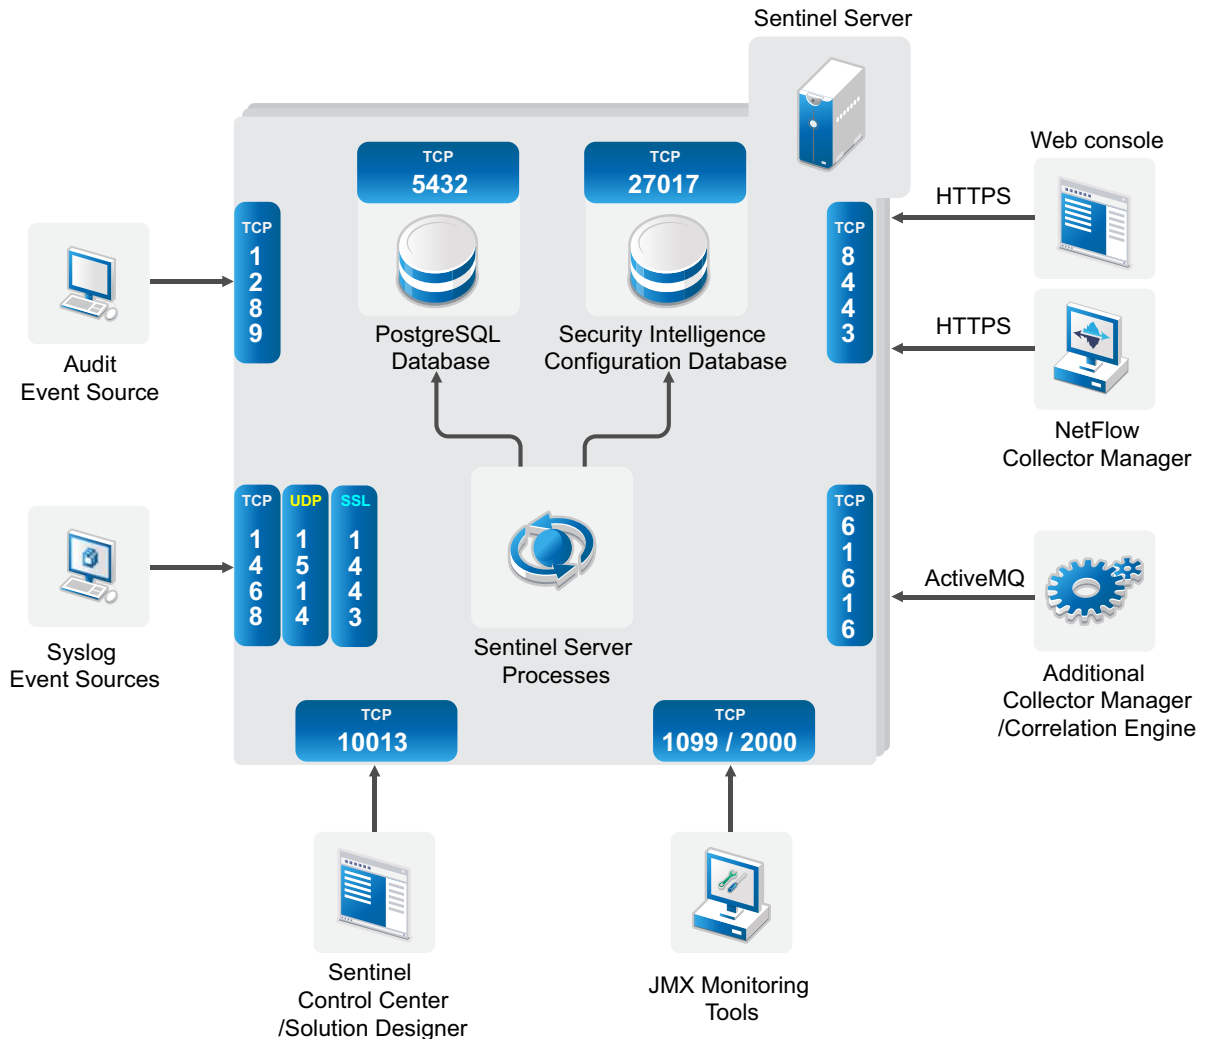 Sentinel Server
Web console
TCP
5432
TCP
27017
HTTPS
TCP
1
2
8
9
TCP
8
4
4
3
HTTPS
PostgreSQL
Database
Security Intelligence
Configuration Database
Audit
Event Source
NetFlow
Collector Manager
TCP
1
4
6
8
UDP
1
5
1
4
SSL
1
4
4
3
TCP
6
1
6
1
6
ActiveMQ
Sentinel Server
Processes
Syslog
Event Sources
Additional
Collector Manager
/Correlation Engine
TCP
10013
TCP
1099 / 2000
Sentinel
Control Center
/Solution Designer
JMX Monitoring
Tools